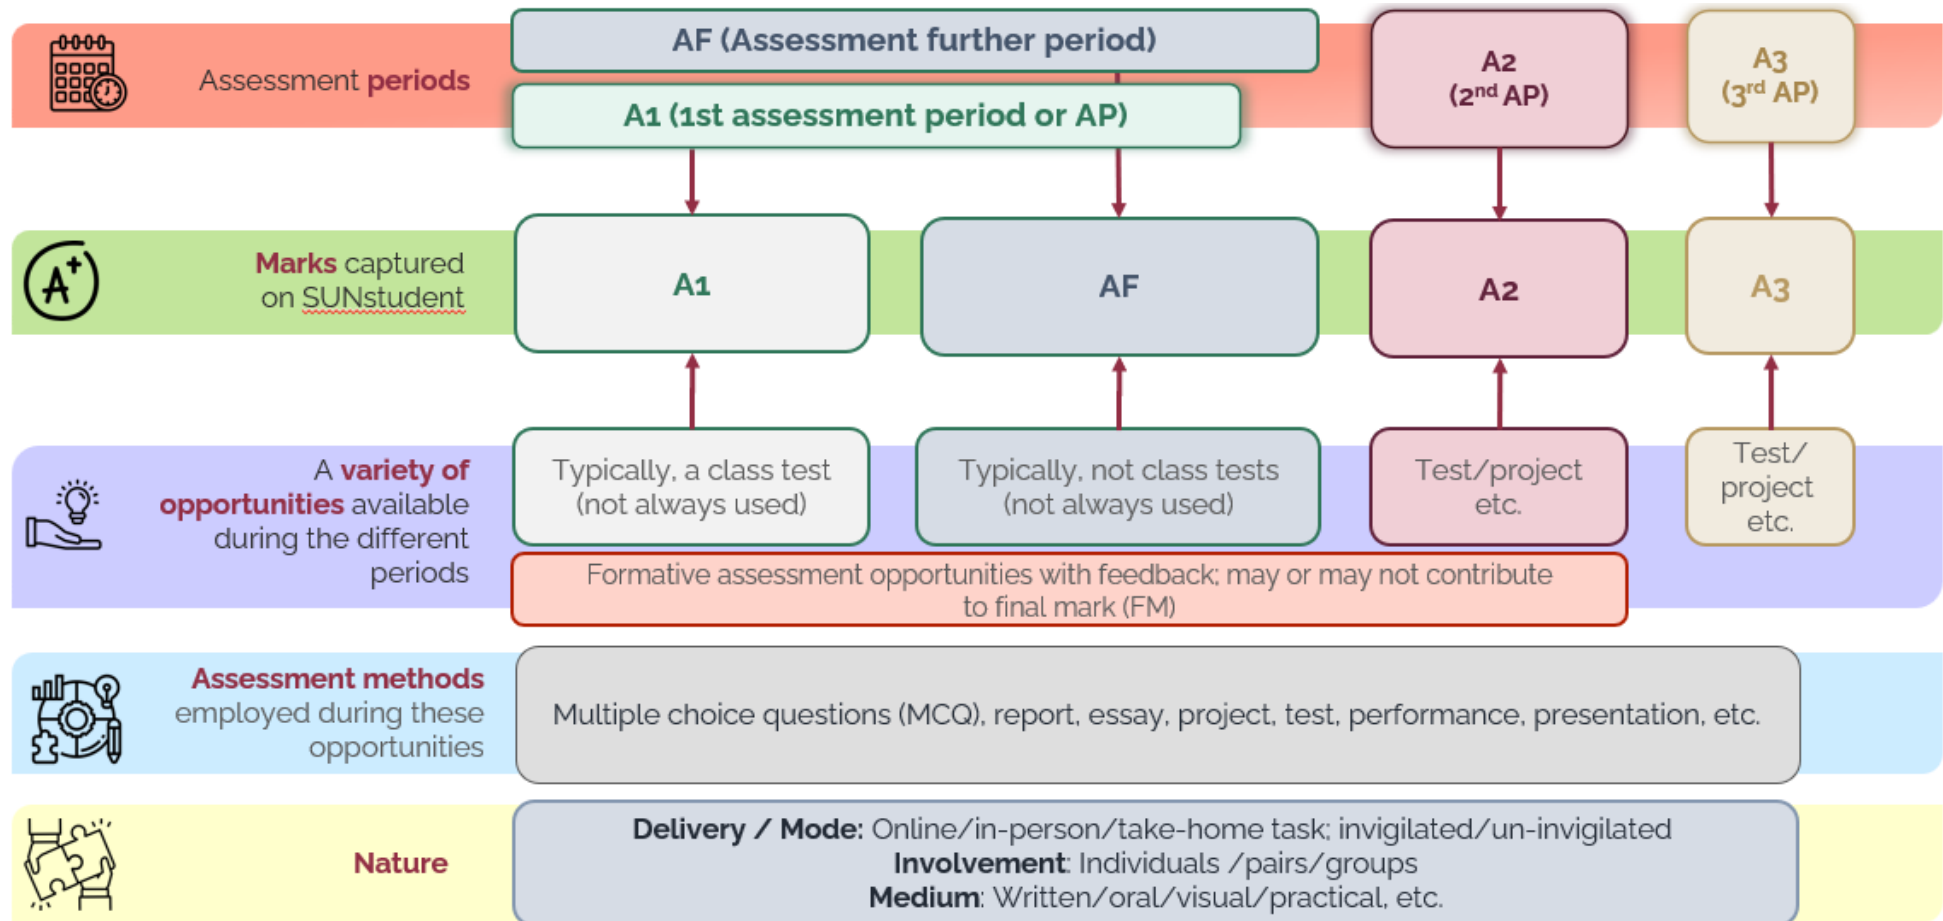 AF (Assessment further period)
Assessment periods
A1 (1st assessment period or AP)
A2
(2nd AP)
A3
(3rd AP)
Marks captured
on SUNstudent
A+
A1
AF
A2
A3
A variety of
opportunities available
during the different
periods
Typically, a class test
(not always used)
Typically, not class tests
(not always used)
Test/project
etc.
Test/
project
etc.
Formative assessment opportunities with feedback; may or may not contribute
to final mark (FM)
Assessment methods
employed during these
opportunities
Multiple choice questions (MCQ), report, essay, project, test, performance, presentation, etc.
Nature
Delivery / Mode: Online/in-person/take-home task; invigilated/un-invigilated
Involvement: Individuals /pairs/groups
Medium: Written/oral/visual/practical, etc.